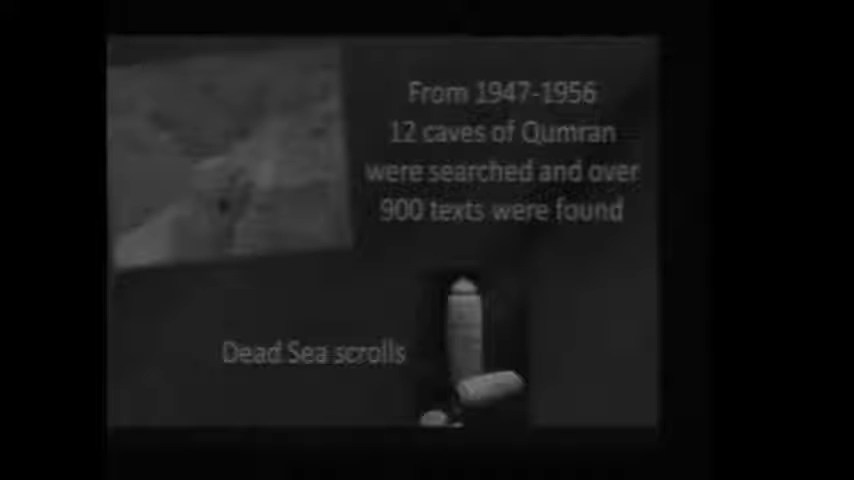 From 1947-1956
12 caves of Qumran
were searched and over
900 texts were found
Dead Sea scrolls